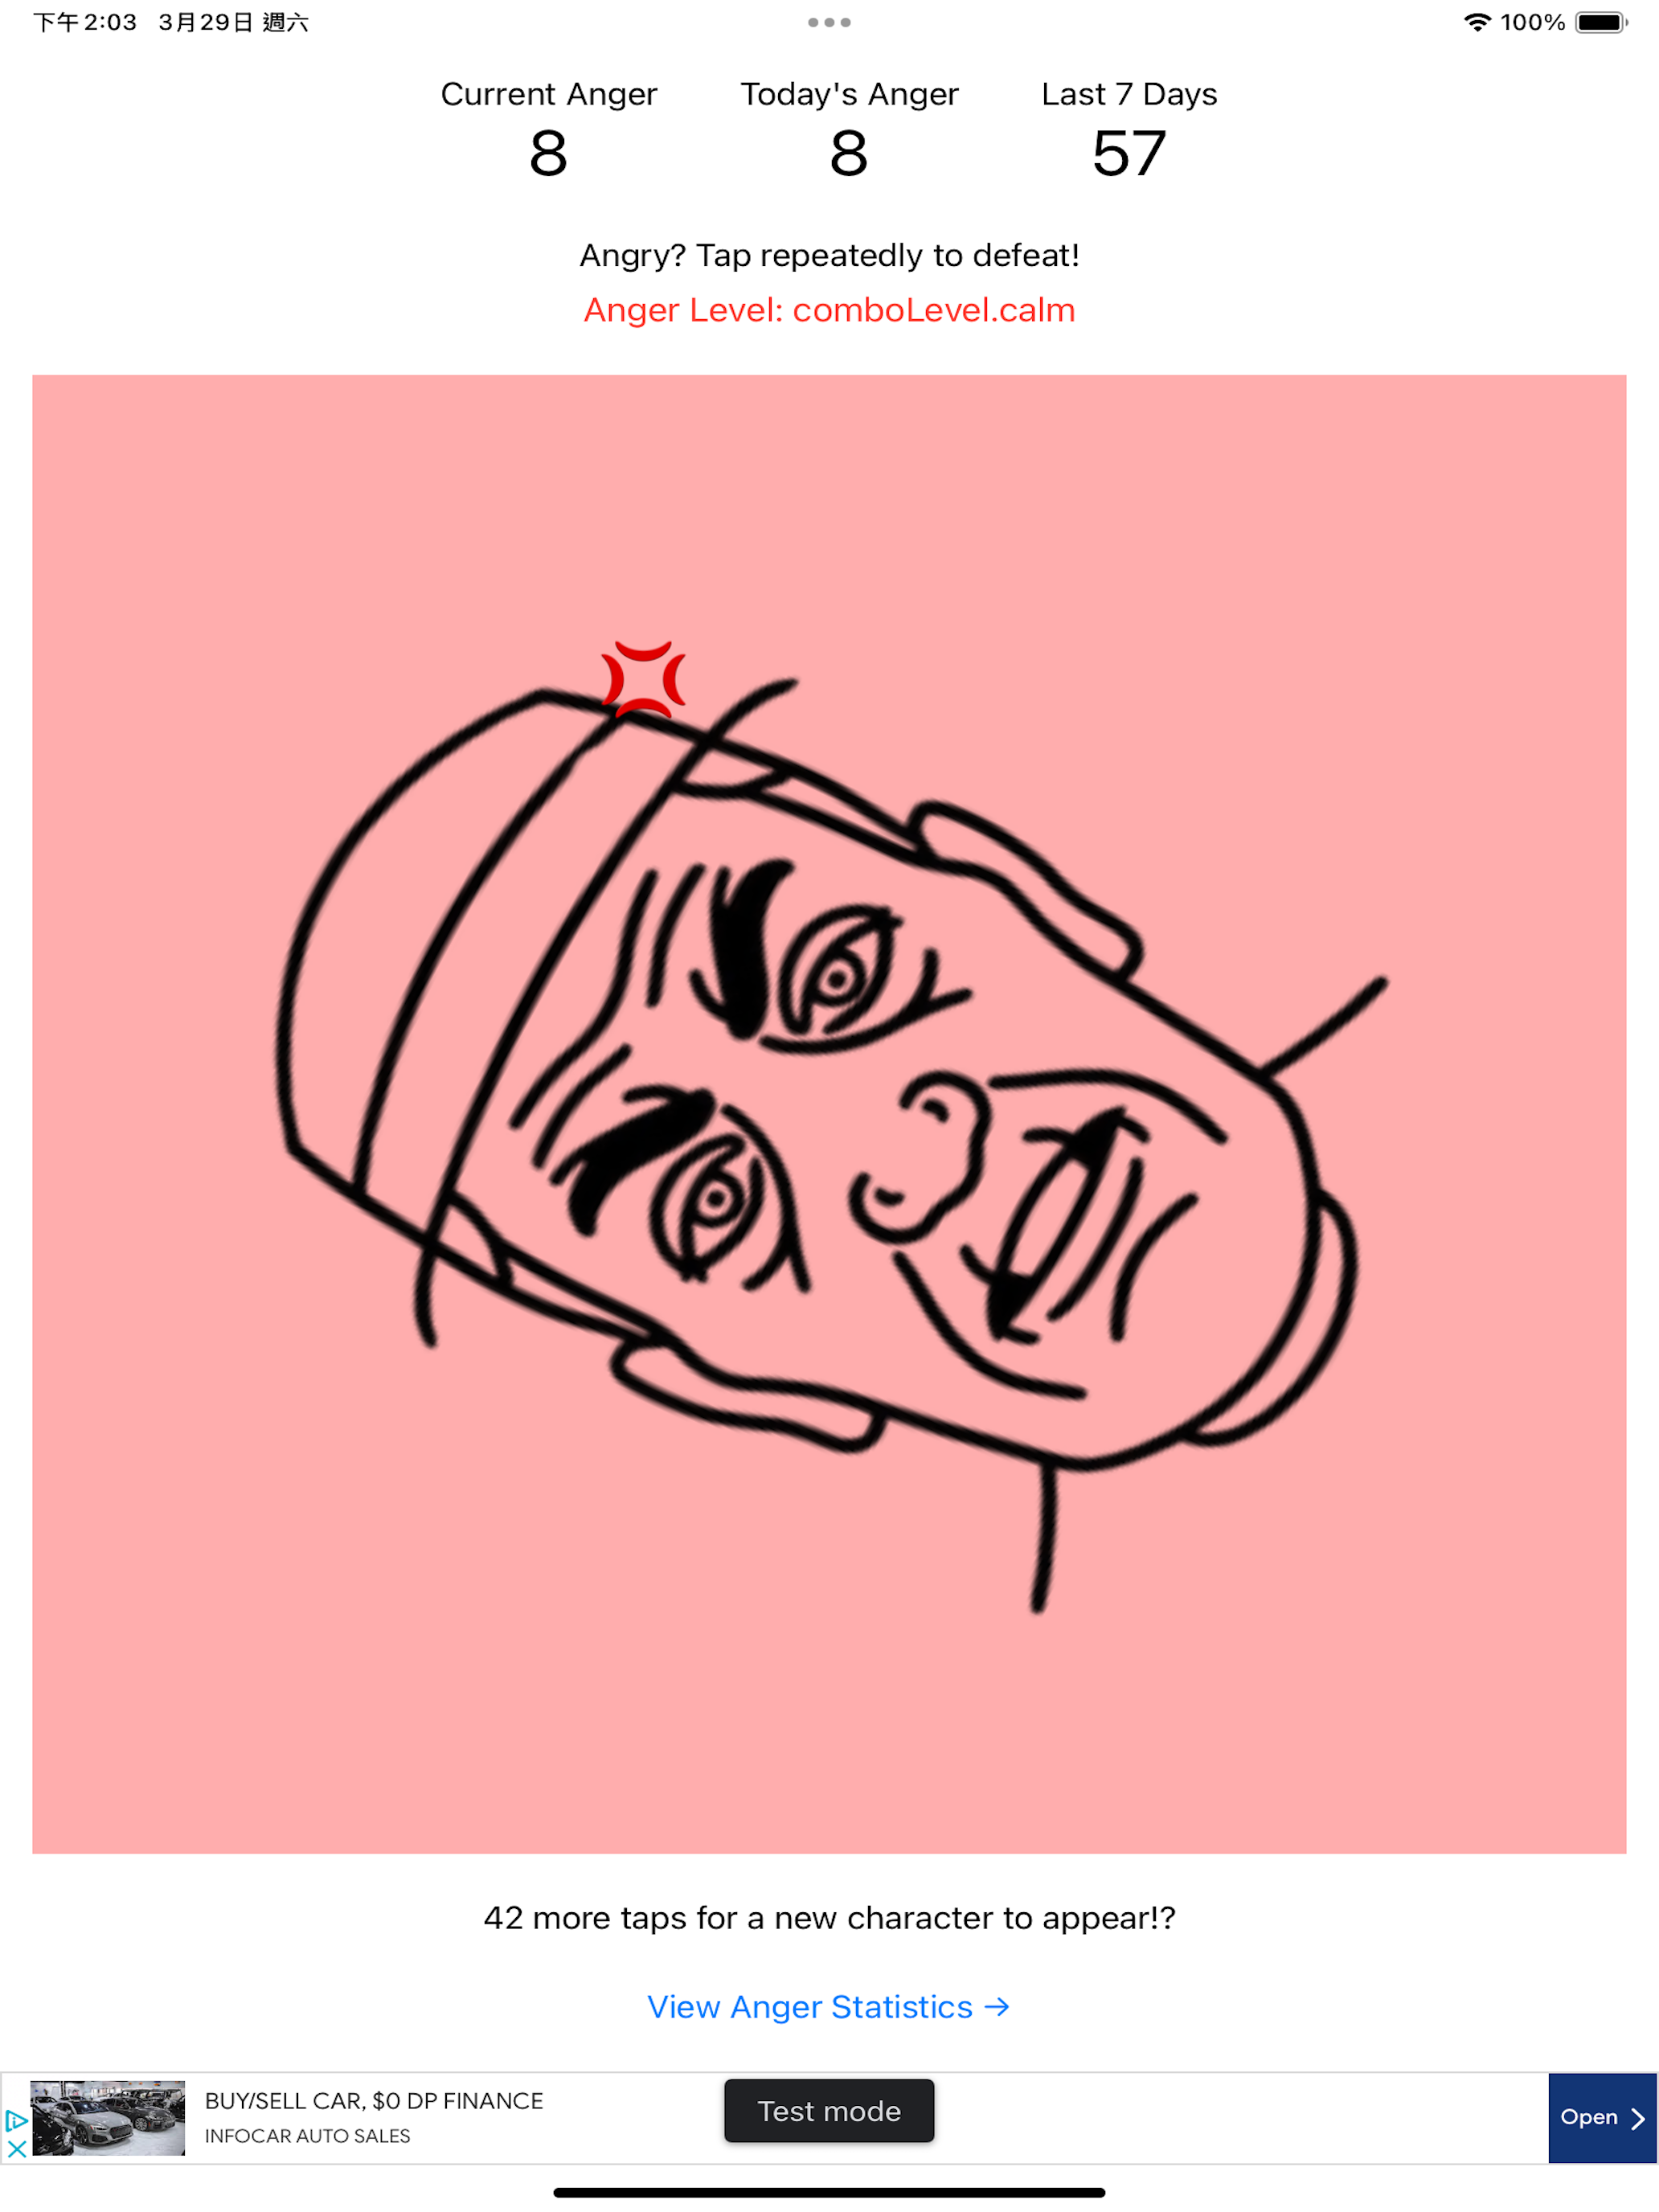 下午2:03 3月29日 週六
100%
Current Anger
8
Today's Anger
8
Last 7 Days
57
Angry? Tap repeatedly to defeat!
Anger Level: comboLevel.calm
42 more taps for a new character to appear!?
View Anger Statistics →
BUY/SELL CAR, $0 DP FINANCE
INFOCAR AUTO SALES
Test mode
Open